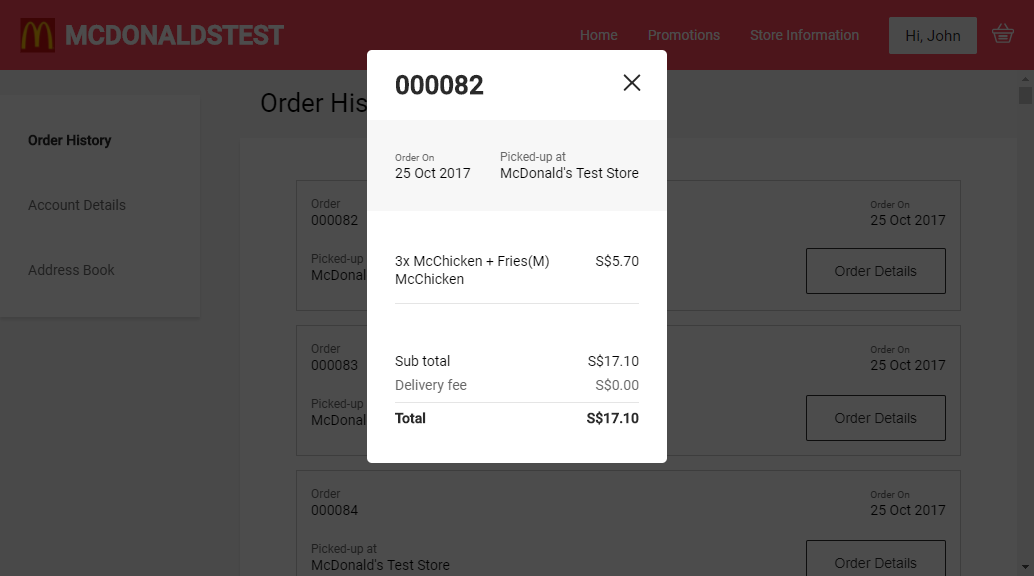 MCDONALDSTEST
Home
Promotions
Store Information
Hi, John
Order History
Account Details
Address Book
Order His
000082
Order On
25 Oct 2017
Picked-up at
McDonald's Test Store
3x McChicken + Fries(M)
S$5.70
McChicken
Sub total
S$17.10
Delivery fee
S$0.00
Total
S$17.10
Order
000082
Order On
25 Oct 2017
Picked-up
McDonal
Order Details
Order
000083
Order On
25 Oct 2017
Picked-up
McDonal
Order Details
Order
000084
Order On
25 Oct 2017
Picked-up at
McDonald's Test Store
Order Details